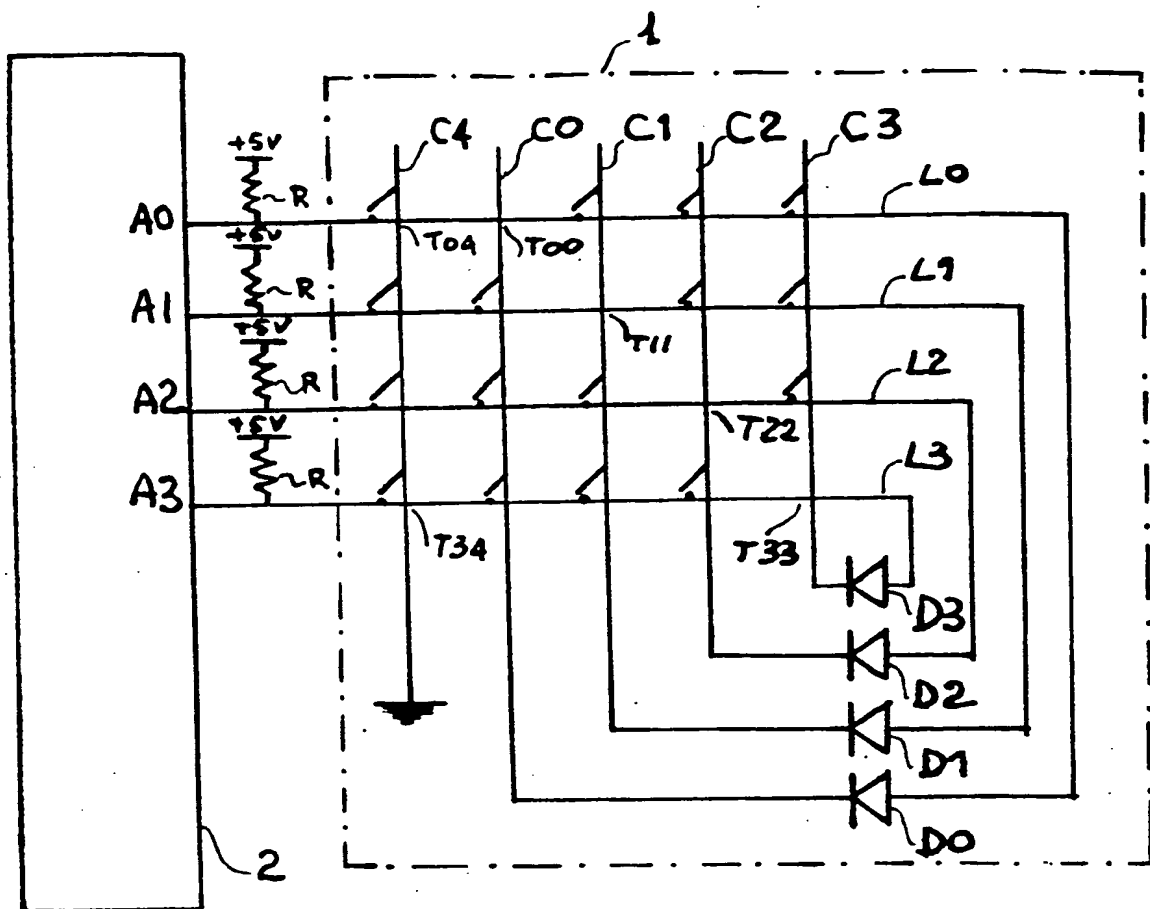 1
C4 C0 C1 C2 C3
+5V
R
L0
A0
T04 T00
+5V
R
L1
A1
T11
+5V
R
L2
A2
T22
+5V
R
L3
A3
T34
T33
D3
D2
D1
D0
2